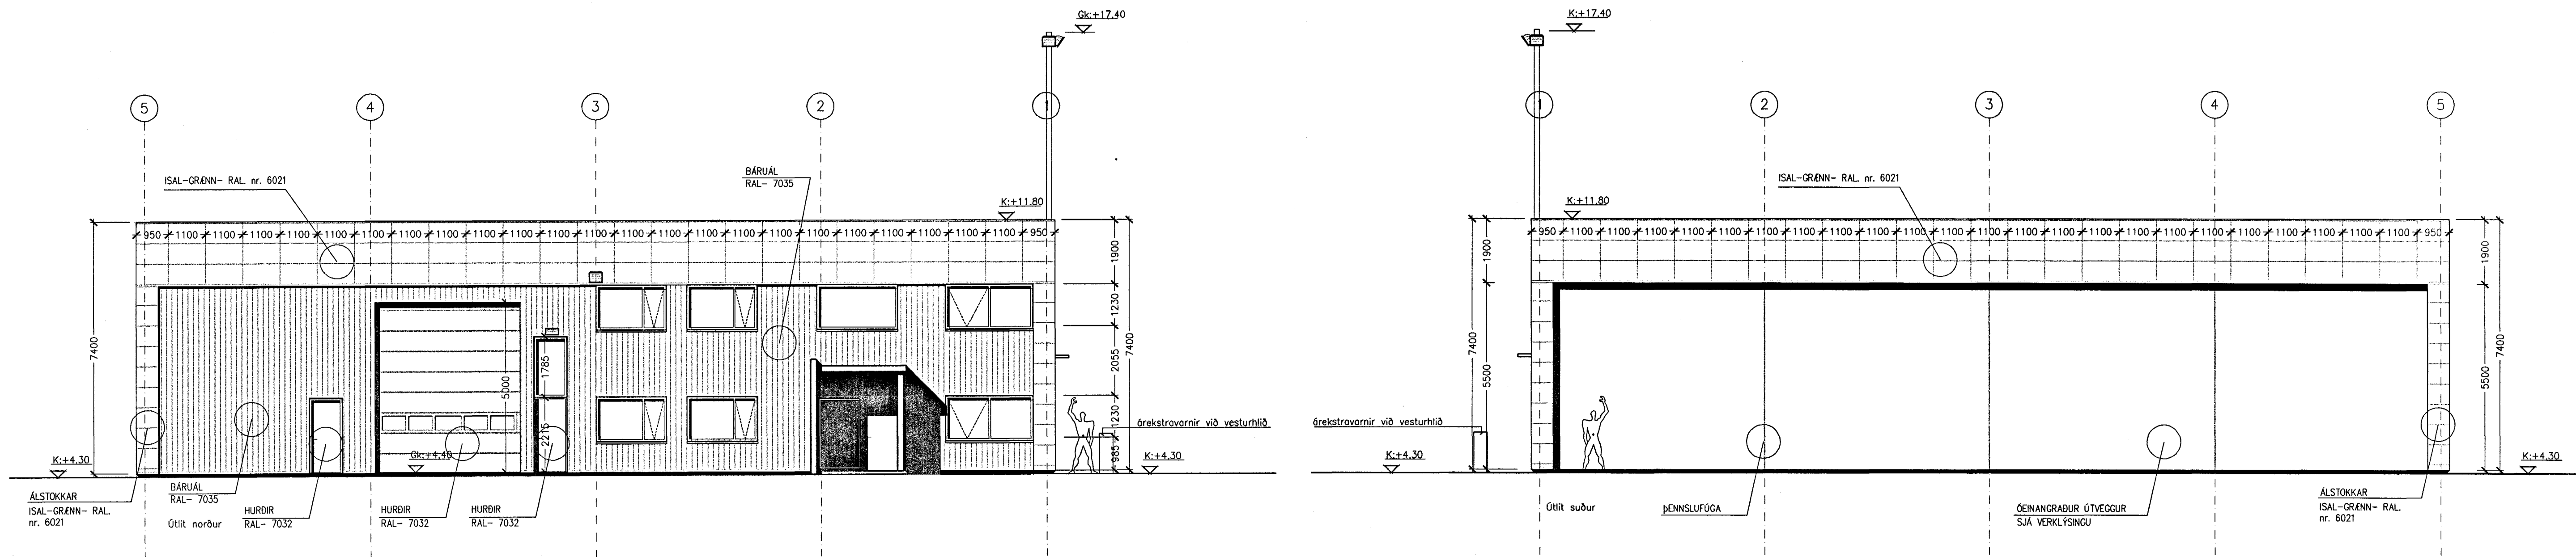 Gk:+17.40
5
4
3
2
1
ISAL-GRÆNN- RAL. nr. 6021
BÁRUÁL
RAL- 7035
K:+11.80
950 1100 1100 1100 1100 1100 1100 1100 1100 1100 1100 1100 1100 1100 1100 1100 1100 1100 1100 1100 1100 1100 1100 1100 950
7400
1900
1230
2055
1230
985
7400
5000
1785
2215
Gk:+4.40
árekstravarnir við vesturhlið
K:+4.30
K:+4.30
ÁLSTOKKAR
ISAL-GRÆNN- RAL.
nr. 6021
BÁRUÁL
RAL- 7035
Útlit norður
HURÐIR
RAL- 7032
HURÐIR
RAL- 7032
HURÐIR
RAL- 7032
K:+17.40
1
2
3
4
5
ISAL-GRÆNN- RAL. nr. 6021
K:+11.80
950 1100 1100 1100 1100 1100 1100 1100 1100 1100 1100 1100 1100 1100 1100 1100 1100 1100 1100 1100 1100 1100 1100 1100 950
7400
1900
5500
1900
5500
7400
árekstravarnir við vesturhlið
K:+4.30
K:+4.30
Útlit suður
ÞENNSLUFÚGA
ÓEINANGRAÐUR ÚTVEGGUR
SJÁ VERKLÝSINGU
ÁLSTOKKAR
ISAL-GRÆNN- RAL.
nr. 6021